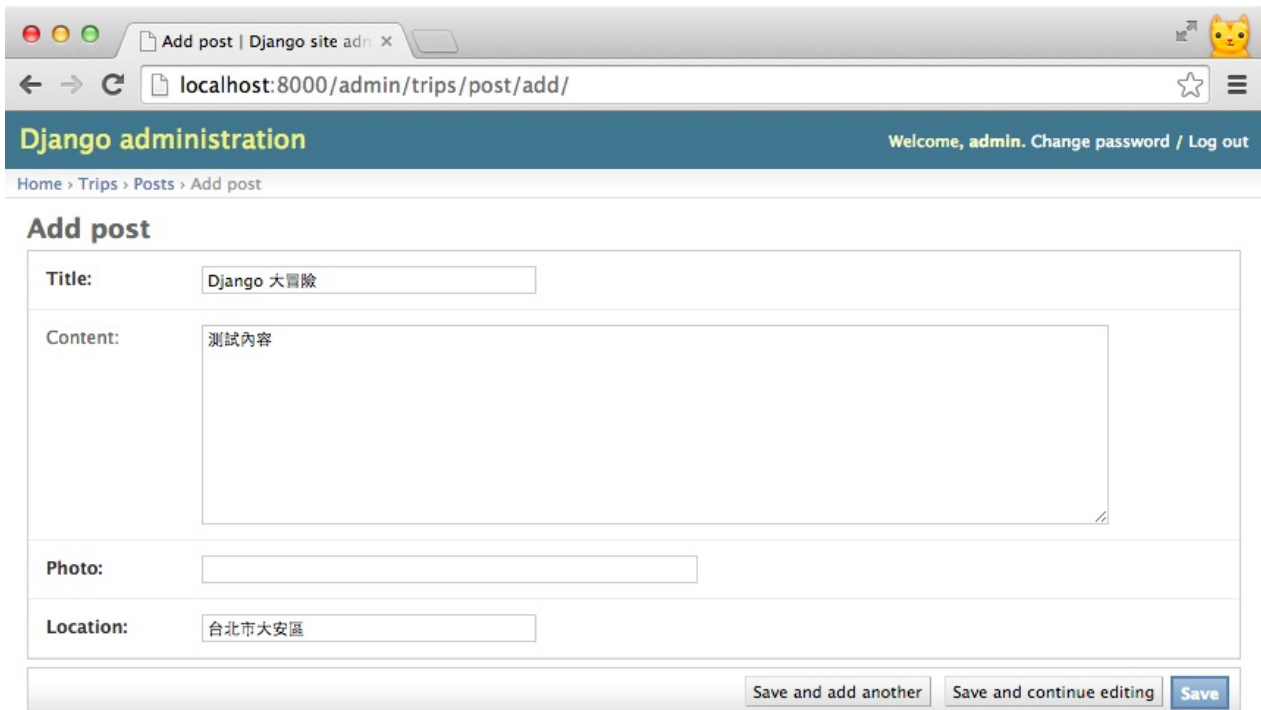 Add post | Django site adn
localhost:8000/admin/trips/post/add/
Django administration
Welcome, admin. Change password / Log out
Home › Trips › Posts › Add post
Add post
Title: Django 大冒險
Content: 測試內容
Photo:
Location: 台北市大安區
Save and add another Save and continue editing Save